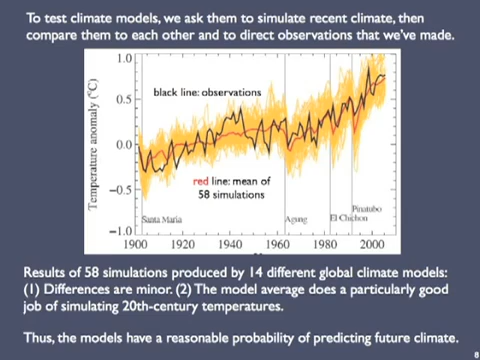 To test climate models, we ask them to simulate recent climate, then
compare them to each other and to direct observations that we've made.
Temperature anomaly (°C)
1.0
0.5
0.0
−0.5
−1.0
black line: observations
red line: mean of
58 simulations
Santa Maria
Agung
El Chichon
Pinatubo
1900
1920
1940
1960
1980
2000
Results of 58 simulations produced by 14 different global climate models:
(1) Differences are minor. (2) The model average does a particularly good
job of simulating 20th-century temperatures.
Thus, the models have a reasonable probability of predicting future climate.
8